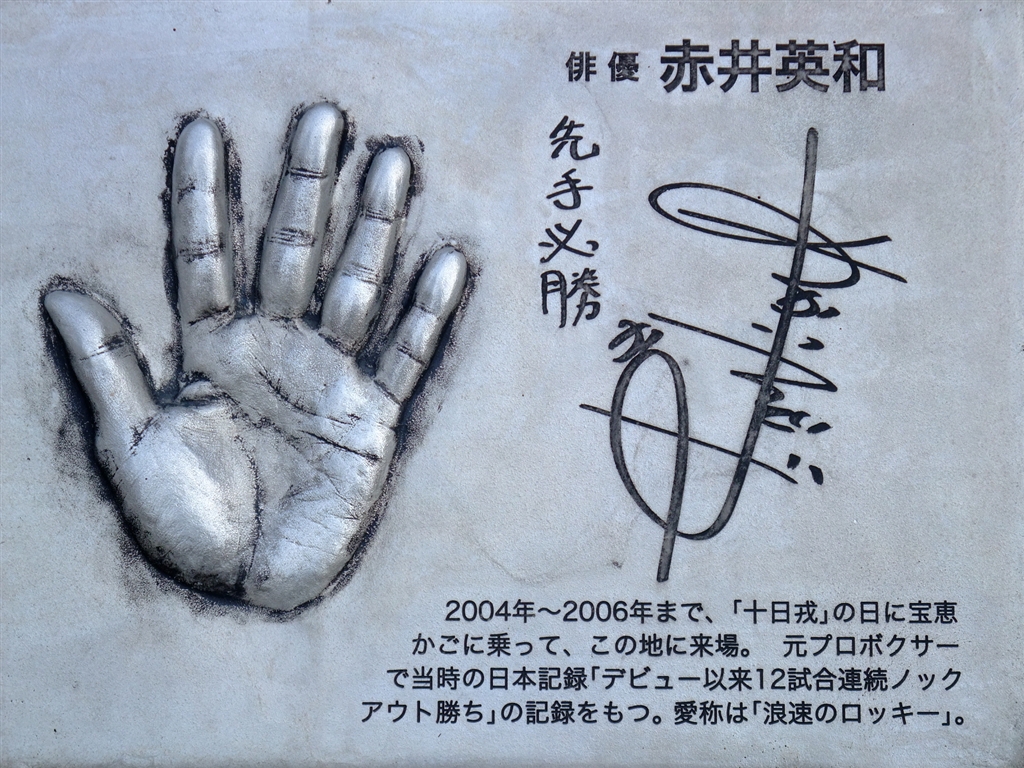 俳優 赤井英和
先手必勝
2004年～2006年まで、「十日戎」の日に宝恵
かごに乗って、この地に来場。 元プロボクサー
で当時の日本記録「デビュー以来12試合連続ノック
アウト勝ち」の記録をもつ。愛称は「浪速のロッキー」。